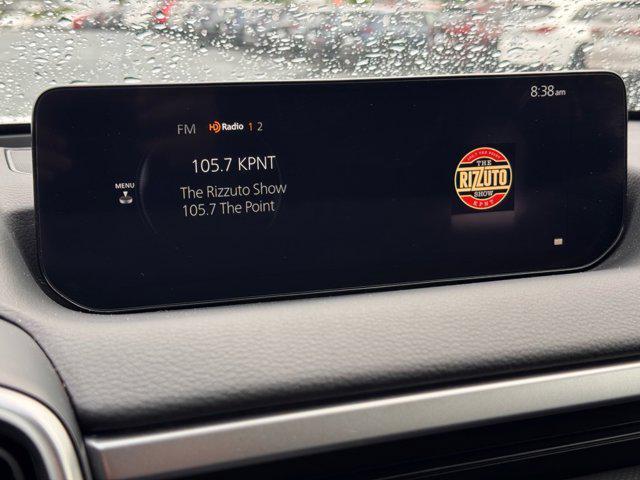 8:38am
FM HD Radio 1 2
105.7 KPNT
MENU
The Rizzuto Show
105.7 The Point
THE
RIZZUTO
SHOW
KPNT